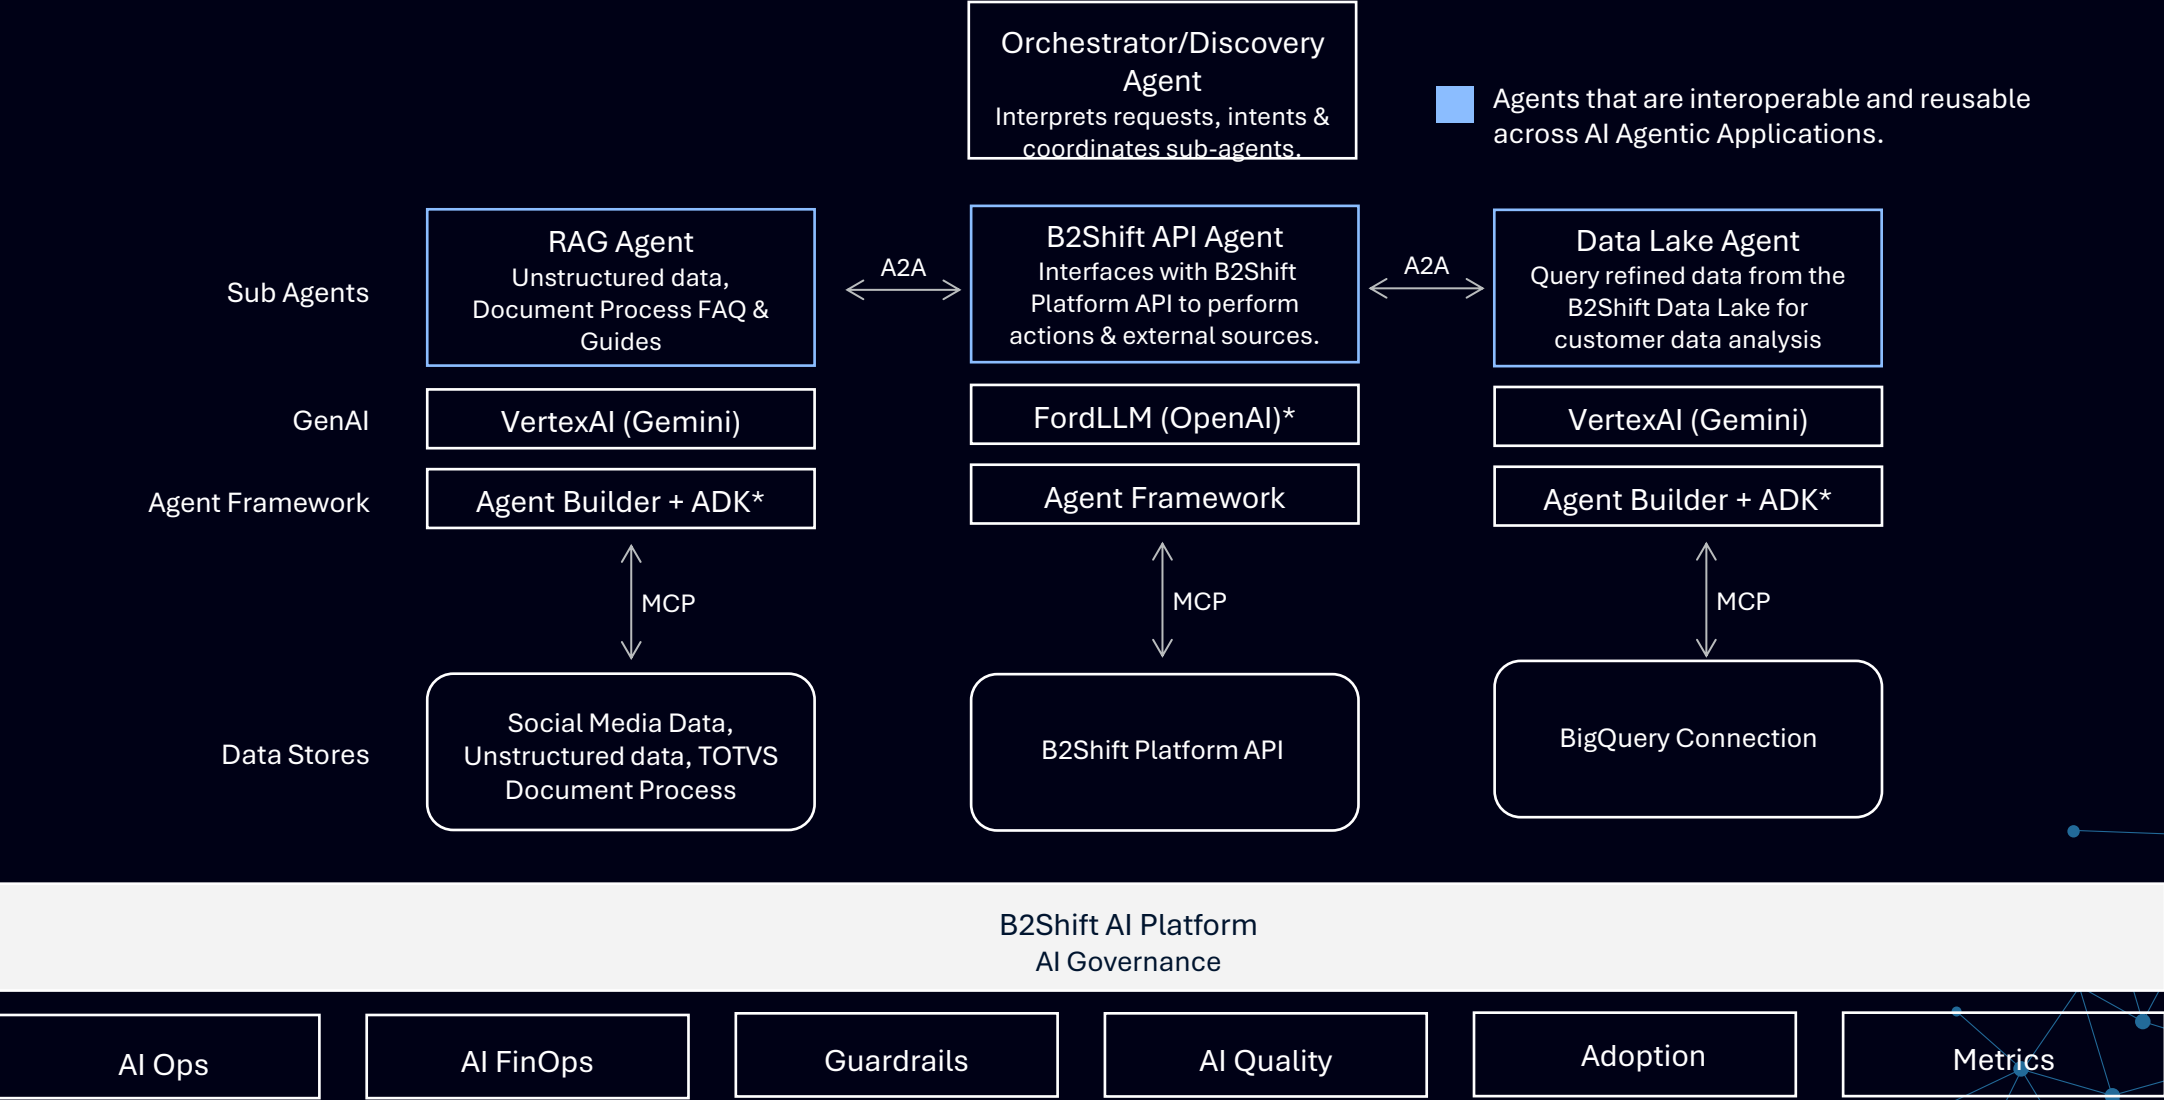 Orchestrator/Discovery
Agent
Interprets requests, intents &
coordinates sub-agents.
Agents that are interoperable and reusable
across AI Agentic Applications.
Sub Agents
RAG Agent
Unstructured data,
Document Process FAQ &
Guides
A2A
B2Shift API Agent
Interfaces with B2Shift
Platform API to perform
actions & external sources.
A2A
Data Lake Agent
Query refined data from the
B2Shift Data Lake for
customer data analysis
GenAI
VertexAI (Gemini)
FordLLM (OpenAI)*
VertexAI (Gemini)
Agent Framework
Agent Builder + ADK*
Agent Framework
Agent Builder + ADK*
MCP
MCP
MCP
Data Stores
Social Media Data,
Unstructured data, TOTVS
Document Process
B2Shift Platform API
BigQuery Connection
B2Shift AI Platform
AI Governance
AI Ops
AI FinOps
Guardrails
AI Quality
Adoption
Metrics